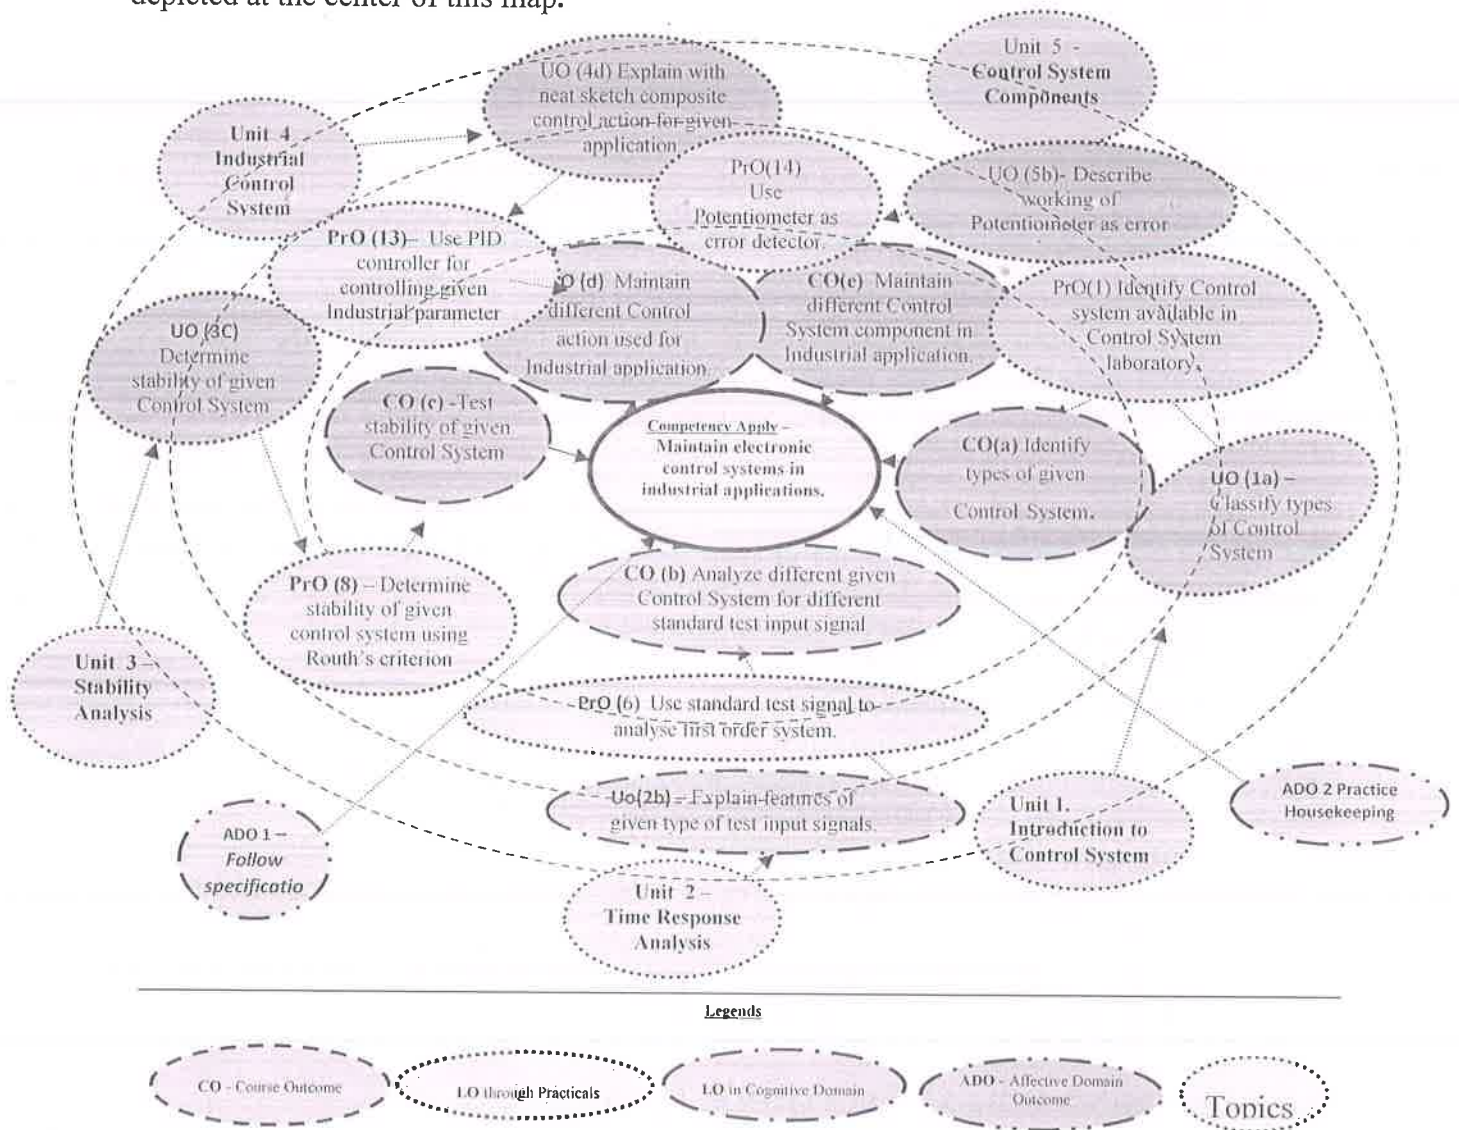 depicted at the center of this map.
Unit 5 -
Control System
Components
UO (4d) Explain with
neat sketch composite
control action for given
application
Unit 4
Industrial
Control
System
PrO(14)
Use
Potentiometer as
error detector.
UO (5b)- Describe
working of
Potentiometer as error
PrO (13)– Use PID
controller for
controlling given
Industrial parameter
O (d) Maintain
different Control
action used for
Industrial application.
CO(e) Maintain
different Control
System component in
Industrial application.
PrO(1) Identify Control
system available in
Control System
laboratory.
UO (3C)
Determine
stability of given
Control System
CO (c) -Test
stability of given
Control System
Competency Apply –
Maintain electronic
control systems in
industrial applications.
CO(a) Identify
types of given
Control System.
UO (1a) –
Classify types
of Control
System
PrO (8) – Determine
stability of given
control system using
Routh's criterion
CO (b) Analyze different given
Control System for different
standard test input signal
Unit 3 –
Stability
Analysis
PrO (6) Use standard test signal to
analyse first order system.
Uo(2b) – Explain features of
given type of test input signals.
Unit 1.
Introduction to
Control System
ADO 2 Practice
Housekeeping
ADO 1 –
Follow
specificatio
Unit 2 –
Time Response
Analysis
Legends
CO - Course Outcome
LO through Practicals
LO in Cognitive Domain
ADO - Affective Domain
Outcome
Topics